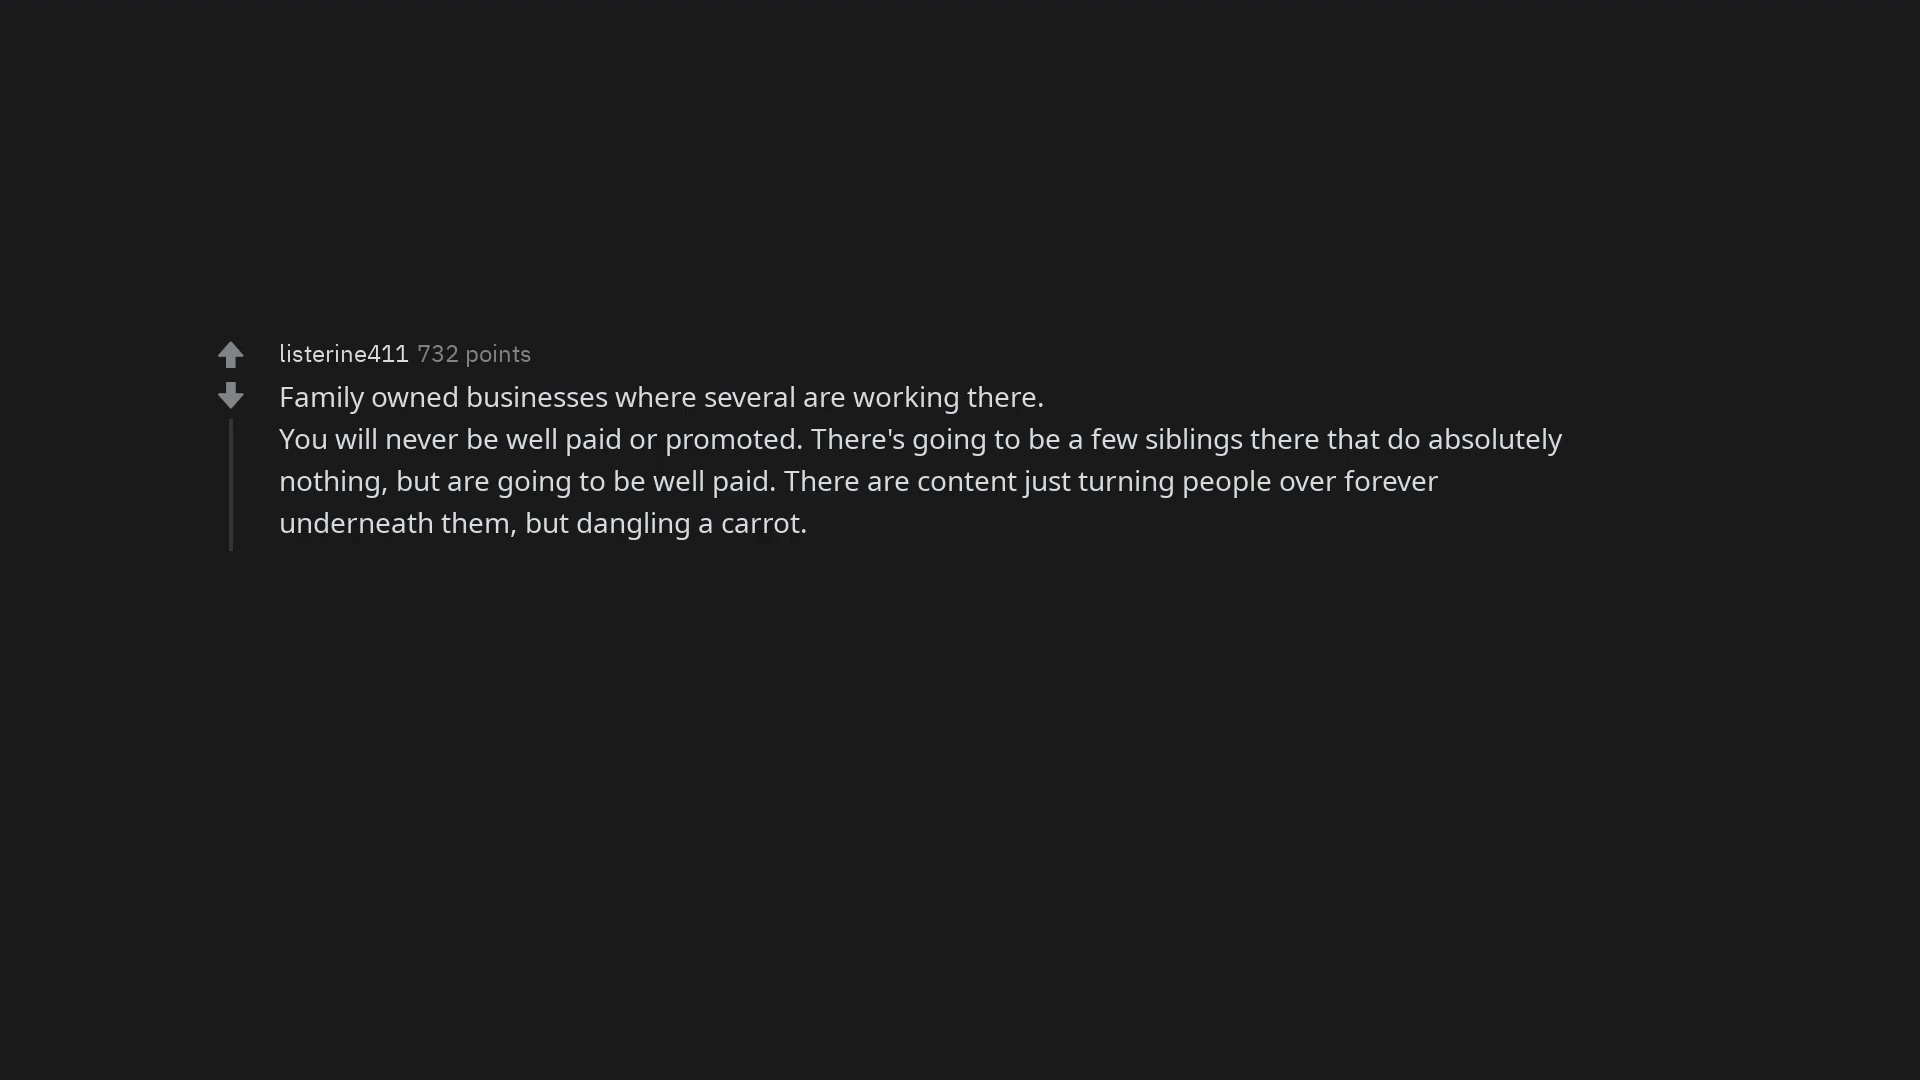 listerine411 732 points
Family owned businesses where several are working there.
You will never be well paid or promoted. There's going to be a few siblings there that do absolutely
nothing, but are going to be well paid. There are content just turning people over forever
underneath them, but dangling a carrot.